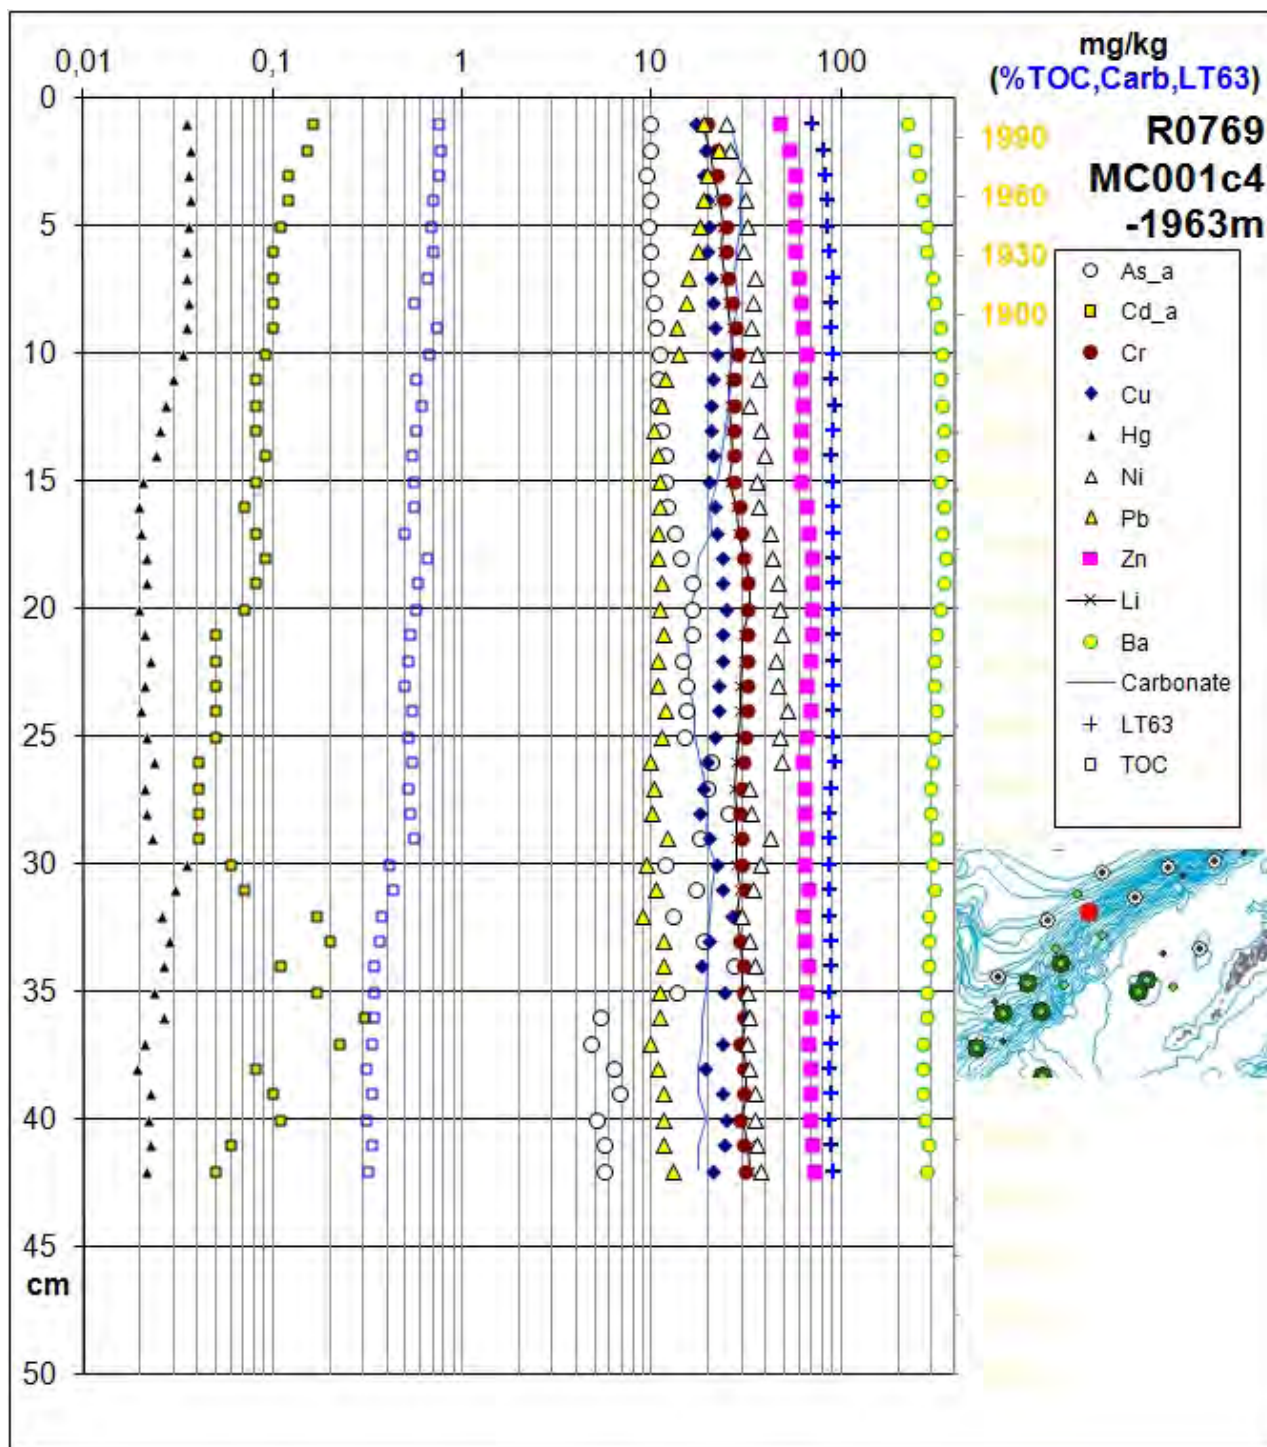 mg/kg
0,01 0,1 1 10 100
(%TOC,Carb,LT63)
0
1990
R0769
MC001c4
1960
-1963m
5
1930
As_a
Cd_a
1900
Cr
10
Cu
Hg
Ni
15
Pb
Zn
Li
20
Ba
Carbonate
LT63
25
TOC
30
35
40
45
cm
50